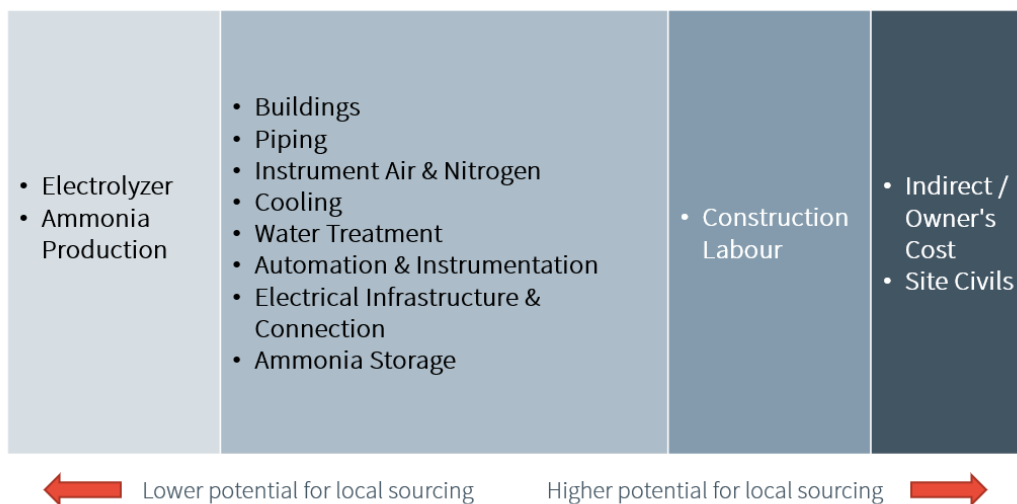 • Electrolyzer
• Ammonia
Production
• Buildings
• Piping
• Instrument Air & Nitrogen
• Cooling
• Water Treatment
• Automation & Instrumentation
• Electrical Infrastructure &
Connection
• Ammonia Storage
• Construction
Labour
• Indirect /
Owner's
Cost
• Site Civils
Lower potential for local sourcing
Higher potential for local sourcing